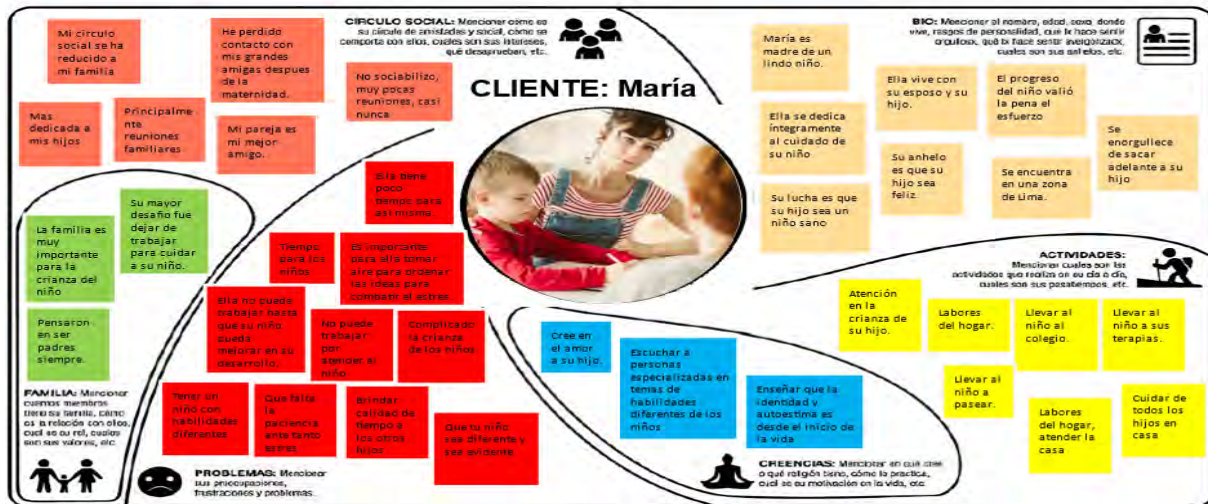 CÍRCULO SOCIAL: Mencionar cómo es
su círculo de amistades y social, cómo se
comporta con ellos, cuales son sus intereses,
qué desaprueban, etc.
Mi círculo
social se ha
reducido a
mi familia
He perdido
contacto con
mis grandes
amigas despues
de la
maternidad.
No sociabilizo,
muy pocas
reuniones, casi
nunca
Mas
dedicada a
mis hijos
Principalme
nte
reuniones
familiares
Mi pareja es
mi mejor
amigo.
CLIENTE: María
BIO: Mencionar el nombre, edad, sexo, donde
vive, rasgos de personalidad, que le hace sentir
orgulloso, qué le hace sentir avergonzado,
cuales son sus anhelos, etc.
María es
madre de un
lindo niño.
Ella vive con
su esposo y su
hijo.
El progreso
del niño valió
la pena el
esfuerzo
Ella se dedica
íntegramente
al cuidado de
su niño
Su anhelo
es que su
hijo sea
feliz.
Se
enorgullece
de sacar
adelante a su
hijo
Su lucha es que
su hijo sea un
niño sano
Se encuentra
en una zona
de Lima.
La familia es
muy
importante
para la
crianza del
niño
Su mayor
desafío fue
dejar de
trabajar
para cuidar
a su niño.
Pensaron
en ser
padres
siempre.
FAMILIA: Mencionar
cuantos miembros
tiene su familia, cómo
es la relación con ellos,
cual es su rol, cuales
son sus valores, etc.
Ella tiene
poco
tiempo para
así misma.
Tiempo
para los
niños
Es importante
para ella tomar
aire para ordenar
las ideas para
combatir el estres.
Ella no puede
trabajar hasta
que su niño
pueda
mejorar en su
desarrollo.
No puede
trabajar
por
atender al
niño
Complicado
la crianza
de los niños
Tener un
niño con
habilidades
diferentes
Que falta
la
paciencia
ante tanto
estres
Brindar
calidad de
tiempo a
los otros
hijos
Que tu niño
sea diferente y
sea evidente
PROBLEMAS: Mencionar
sus preocupaciones,
frustraciones y problemas.
Cree en
el amor
a su hijo.
Escuchar a
personas
especializadas en
temas de
habilidades
diferentes de los
niños
Enseñar que la
identidad y
autoestima es
desde el inicio de
la vida
CREENCIAS: Mencionar en qué cree
o qué religión tiene, cómo la practica,
cuál es su motivación en la vida, etc.
ACTIVIDADES:
Mencionar cuales son las
actividades que realiza en su día a día,
cuales son sus pasatiempos, etc.
Atención
en la
crianza de
su hijo.
Labores
del hogar.
Llevar al
niño al
colegio.
Llevar al
niño a sus
terapias.
Llevar al
niño a
pasear.
Labores
del hogar,
atender la
casa
Cuidar de
todos los
hijos en
casa